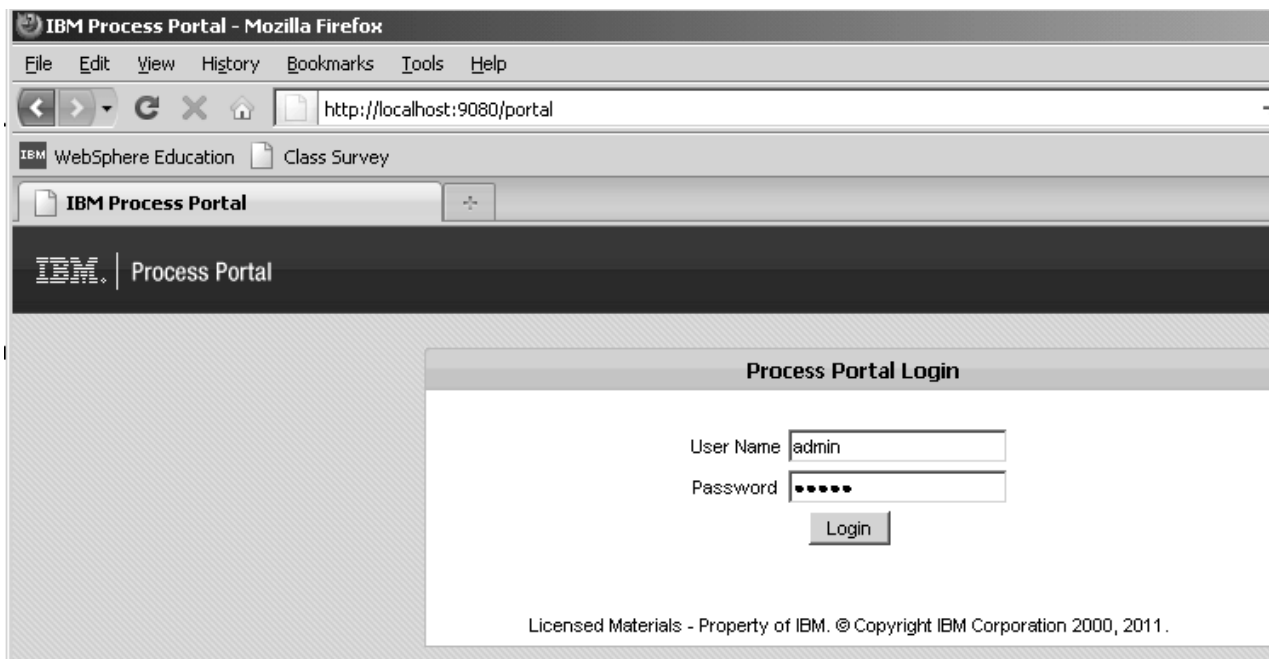 IBM Process Portal - Mozilla Firefox
File Edit View History Bookmarks Tools Help
http://localhost:9080/portal
IBM WebSphere Education Class Survey
IBM Process Portal
IBM. Process Portal
Process Portal Login
User Name admin
Password •••••
Login
Licensed Materials - Property of IBM. © Copyright IBM Corporation 2000, 2011.